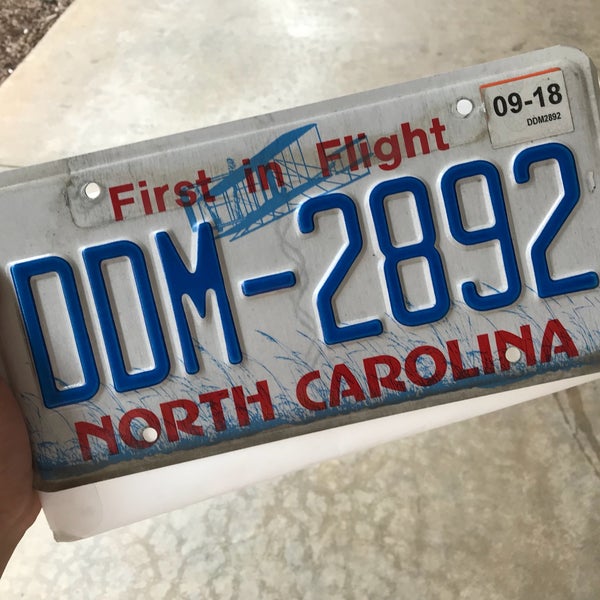 09-18
DDM2892
First in Flight
DDM-2892
NORTH CAROLINA